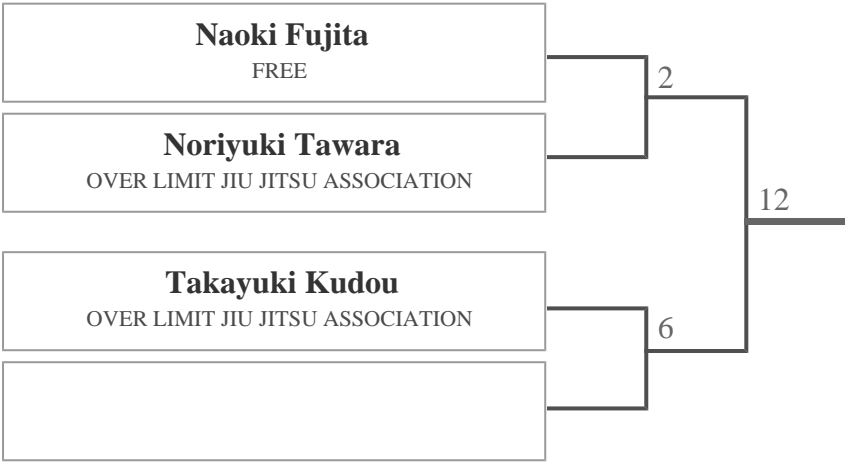 Naoki Fujita
FREE
2
Noriyuki Tawara
OVER LIMIT JIU JITSU ASSOCIATION
12
Takayuki Kudou
OVER LIMIT JIU JITSU ASSOCIATION
6